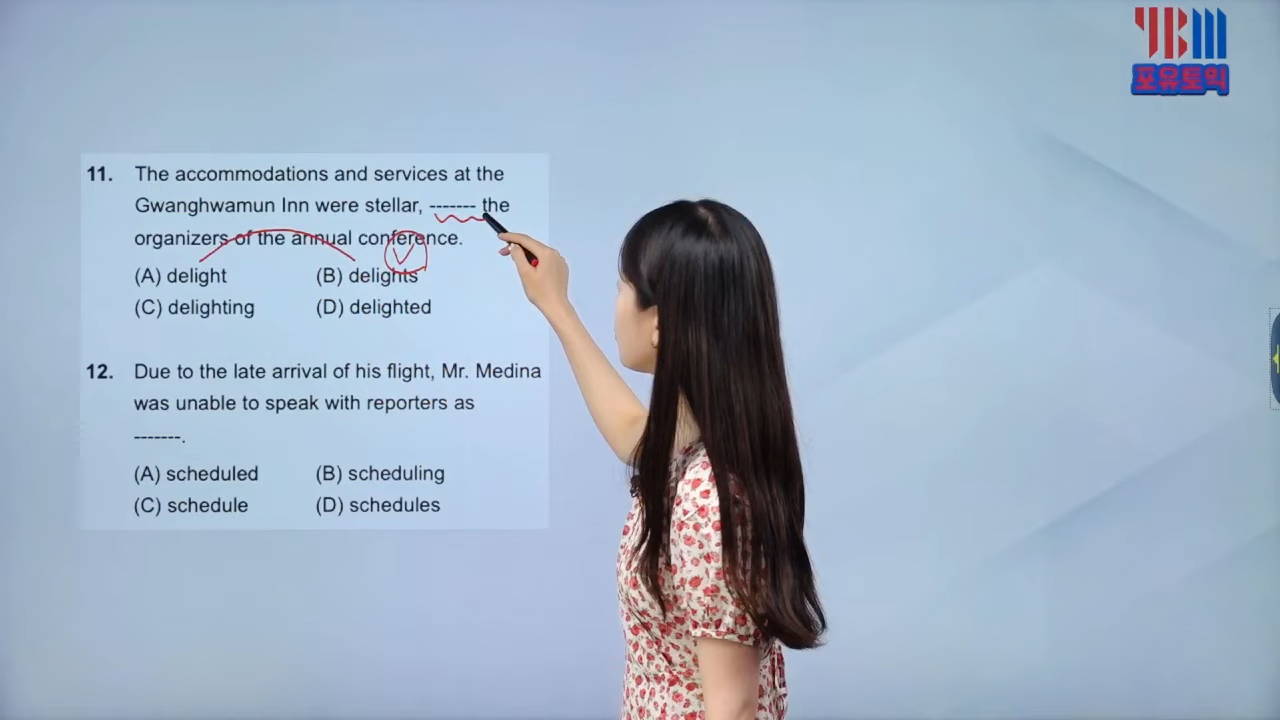 YBM
포유토익
11. The accommodations and services at the
Gwanghwamun Inn were stellar, ------- the
organizers of the annual conference.
(A) delight (B) delights
(C) delighting (D) delighted
12. Due to the late arrival of his flight, Mr. Medina
was unable to speak with reporters as
-------.
(A) scheduled (B) scheduling
(C) schedule (D) schedules